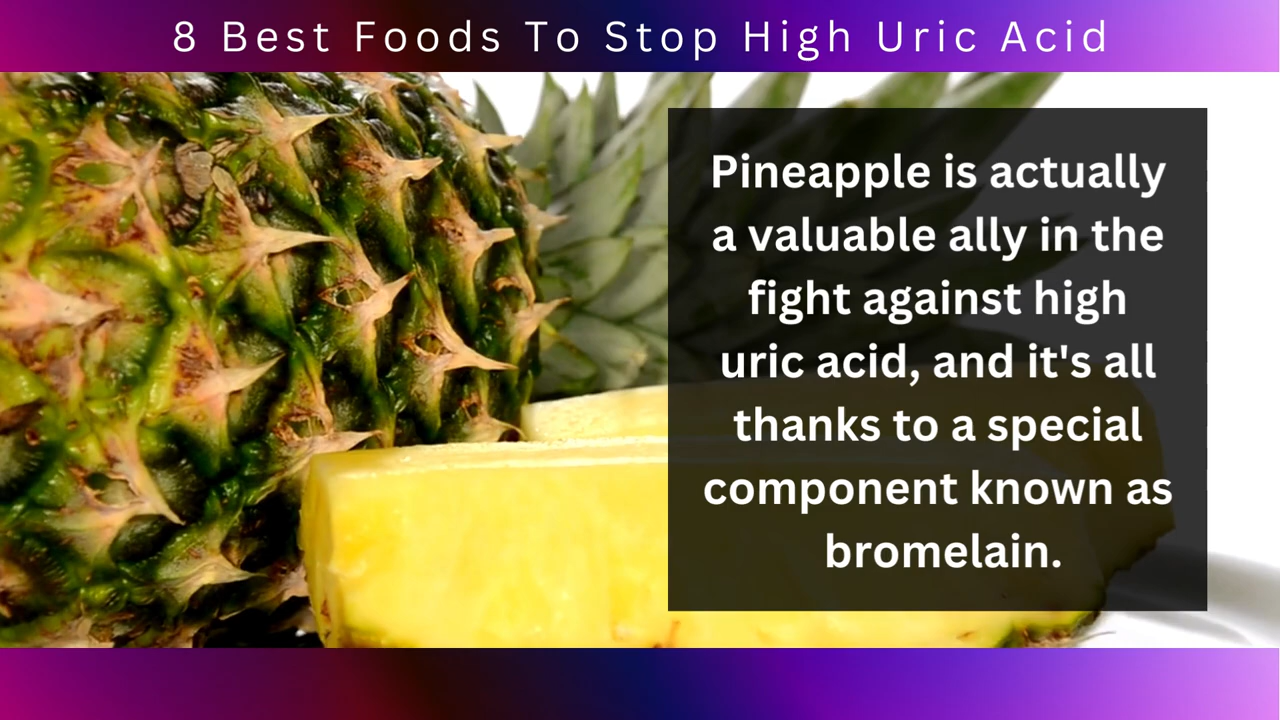 8 Best Foods To Stop High Uric Acid
Pineapple is actually
a valuable ally in the
fight against high
uric acid, and it's all
thanks to a special
component known as
bromelain.